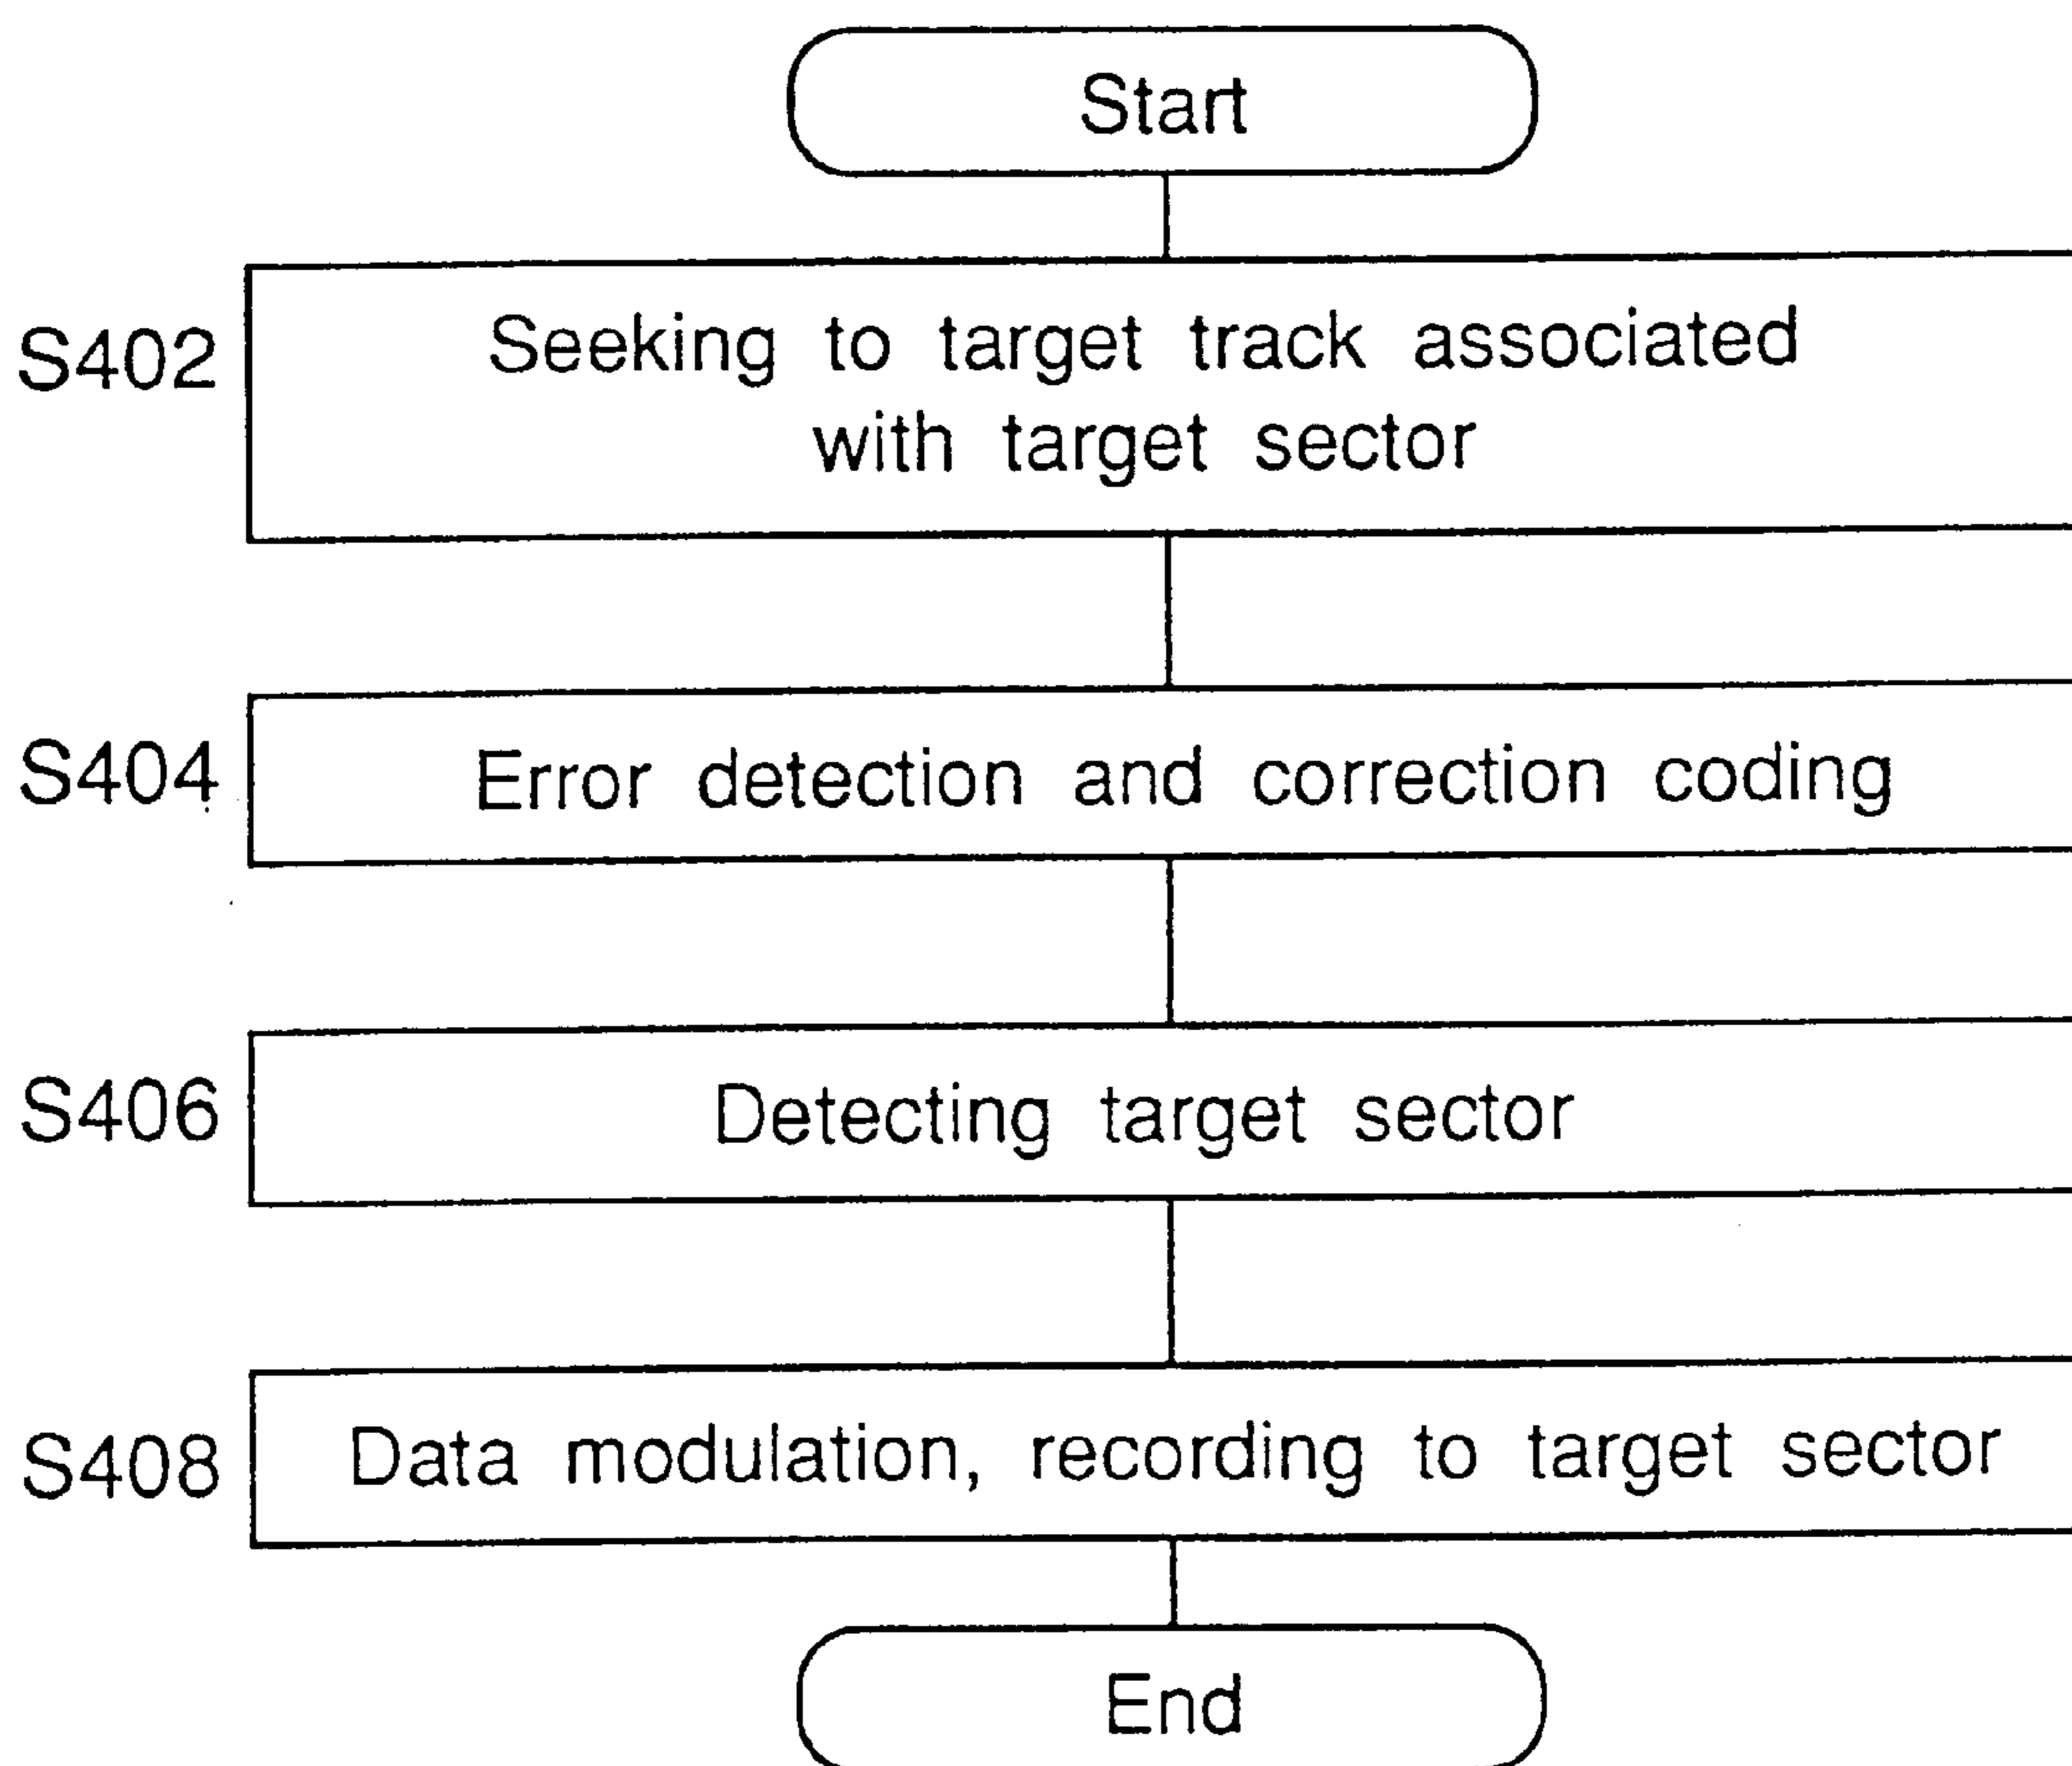 Start
S402
Seeking to target track associated
with target sector
S404
Error detection and correction coding
S406
Detecting target sector
S408
Data modulation, recording to target sector
End